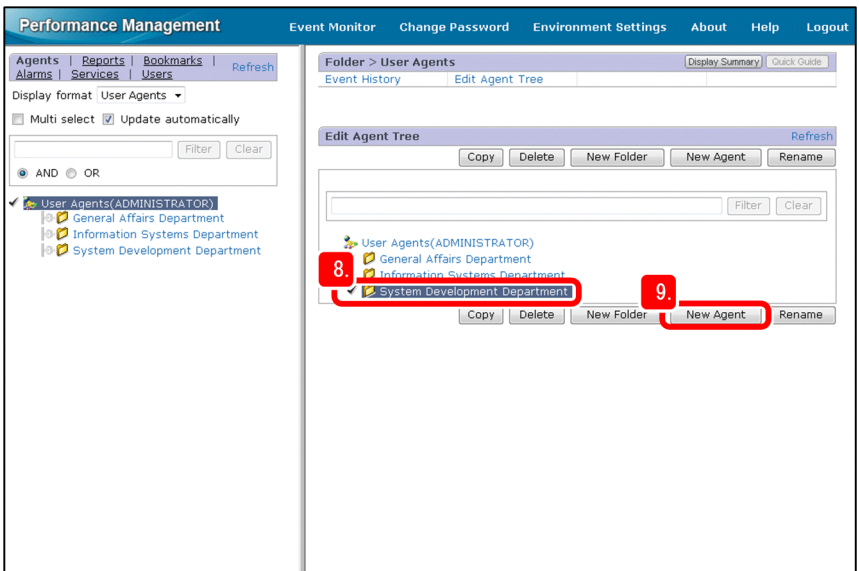 Performance Management
Event Monitor Change Password Environment Settings About Help Logout
Agents | Reports | Bookmarks |
Alarms | Services | Users
Refresh
Display format User Agents
Multi select Update automatically
Filter Clear
AND OR
User Agents(ADMINISTRATOR)
General Affairs Department
Information Systems Department
System Development Department
Folder > User Agents
Display Summary Quick Guide
Event History Edit Agent Tree
Edit Agent Tree Refresh
Copy Delete New Folder New Agent Rename
Filter Clear
User Agents(ADMINISTRATOR)
General Affairs Department
8.
Information Systems Department
System Development Department
9.
Copy Delete New Folder New Agent Rename